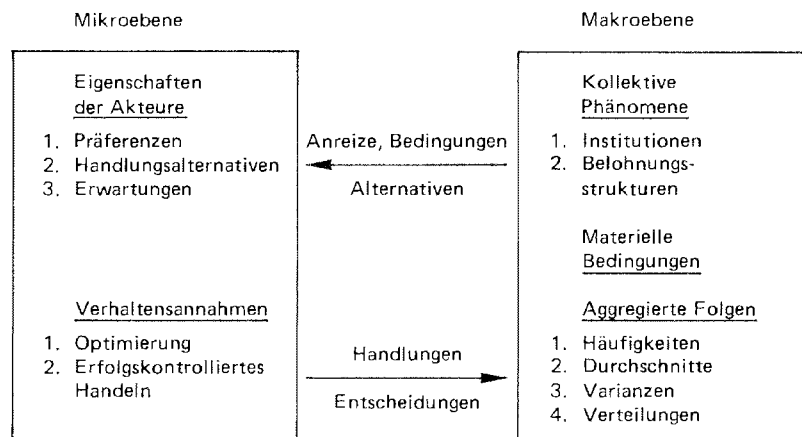 Mikroebene
Eigenschaften
der Akteure
1. Präferenzen
2. Handlungsalternativen
3. Erwartungen
Verhaltensannahmen
1. Optimierung
2. Erfolgskontrolliertes
Handeln
Anreize, Bedingungen
Alternativen
Handlungen
Entscheidungen
Makroebene
Kollektive
Phänomene
1. Institutionen
2. Belohnungs-
strukturen
Materielle
Bedingungen
Aggregierte Folgen
1. Häufigkeiten
2. Durchschnitte
3. Varianzen
4. Verteilungen